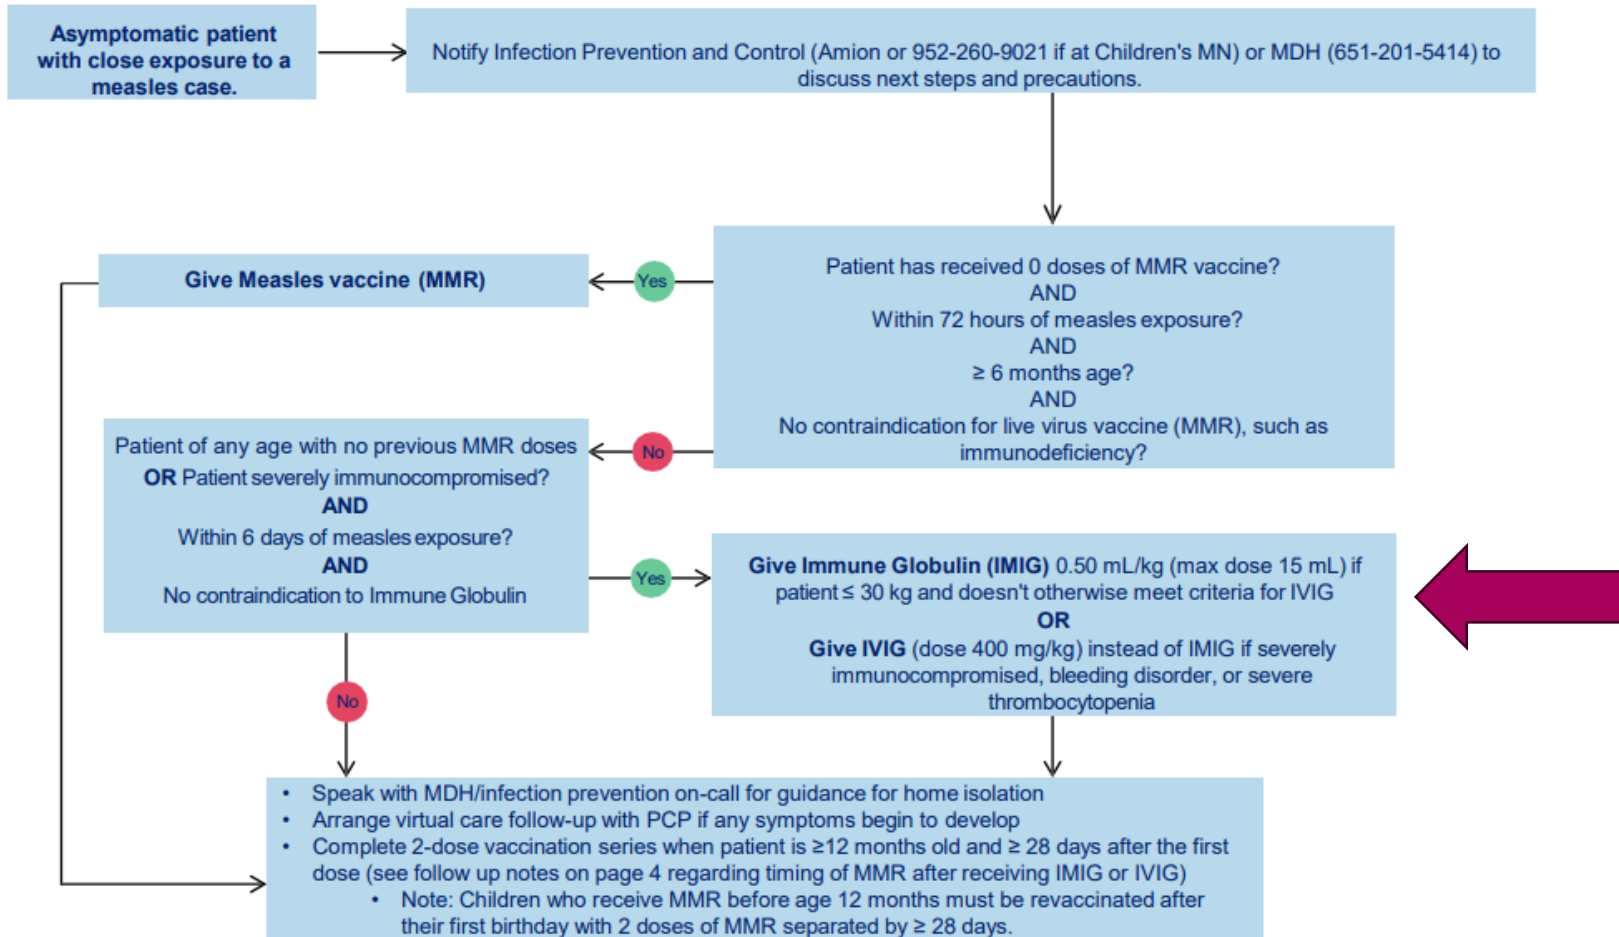 Asymptomatic patient
with close exposure to a
measles case.
Notify Infection Prevention and Control (Amion or 952-260-9021 if at Children's MN) or MDH (651-201-5414) to
discuss next steps and precautions.
Patient has received 0 doses of MMR vaccine?
AND
Within 72 hours of measles exposure?
AND
≥ 6 months age?
AND
No contraindication for live virus vaccine (MMR), such as
immunodeficiency?
Yes
Give Measles vaccine (MMR)
No
Patient of any age with no previous MMR doses
OR Patient severely immunocompromised?
AND
Within 6 days of measles exposure?
AND
No contraindication to Immune Globulin
Yes
Give Immune Globulin (IMIG) 0.50 mL/kg (max dose 15 mL) if
patient ≤ 30 kg and doesn't otherwise meet criteria for IVIG
OR
Give IVIG (dose 400 mg/kg) instead of IMIG if severely
immunocompromised, bleeding disorder, or severe
thrombocytopenia
No
• Speak with MDH/infection prevention on-call for guidance for home isolation
• Arrange virtual care follow-up with PCP if any symptoms begin to develop
• Complete 2-dose vaccination series when patient is ≥12 months old and ≥ 28 days after the first
dose (see follow up notes on page 4 regarding timing of MMR after receiving IMIG or IVIG)
• Note: Children who receive MMR before age 12 months must be revaccinated after
their first birthday with 2 doses of MMR separated by ≥ 28 days.